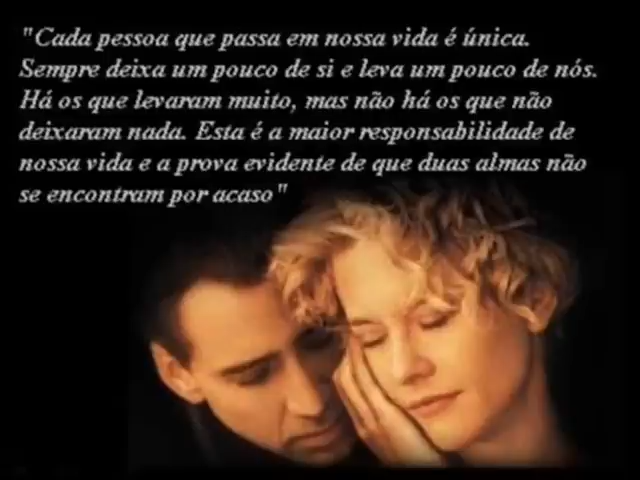 "Cada pessoa que passa em nossa vida é única.
Sempre deixa um pouco de si e leva um pouco de nós.
Há os que levaram muito, mas não há os que não
deixaram nada. Esta é a maior responsabilidade de
nossa vida e a prova evidente de que duas almas não
se encontram por acaso"